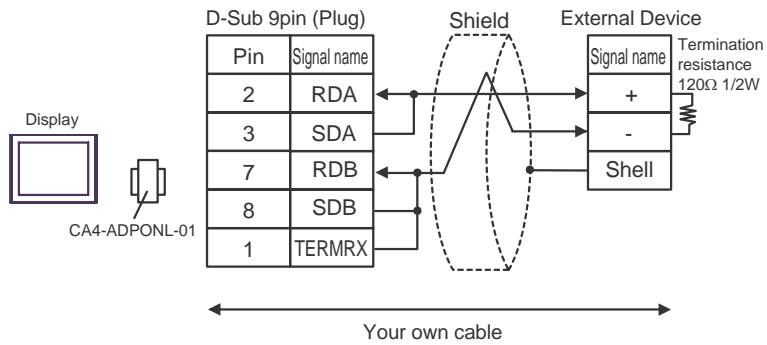 D-Sub 9pin (Plug)
Shield
External Device
Pin
Signal name
Signal name
Termination
resistance
120Ω 1/2W
2
RDA
+
3
SDA
-
Display
7
RDB
Shell
8
SDB
CA4-ADPONL-01
1
TERMRX
Your own cable